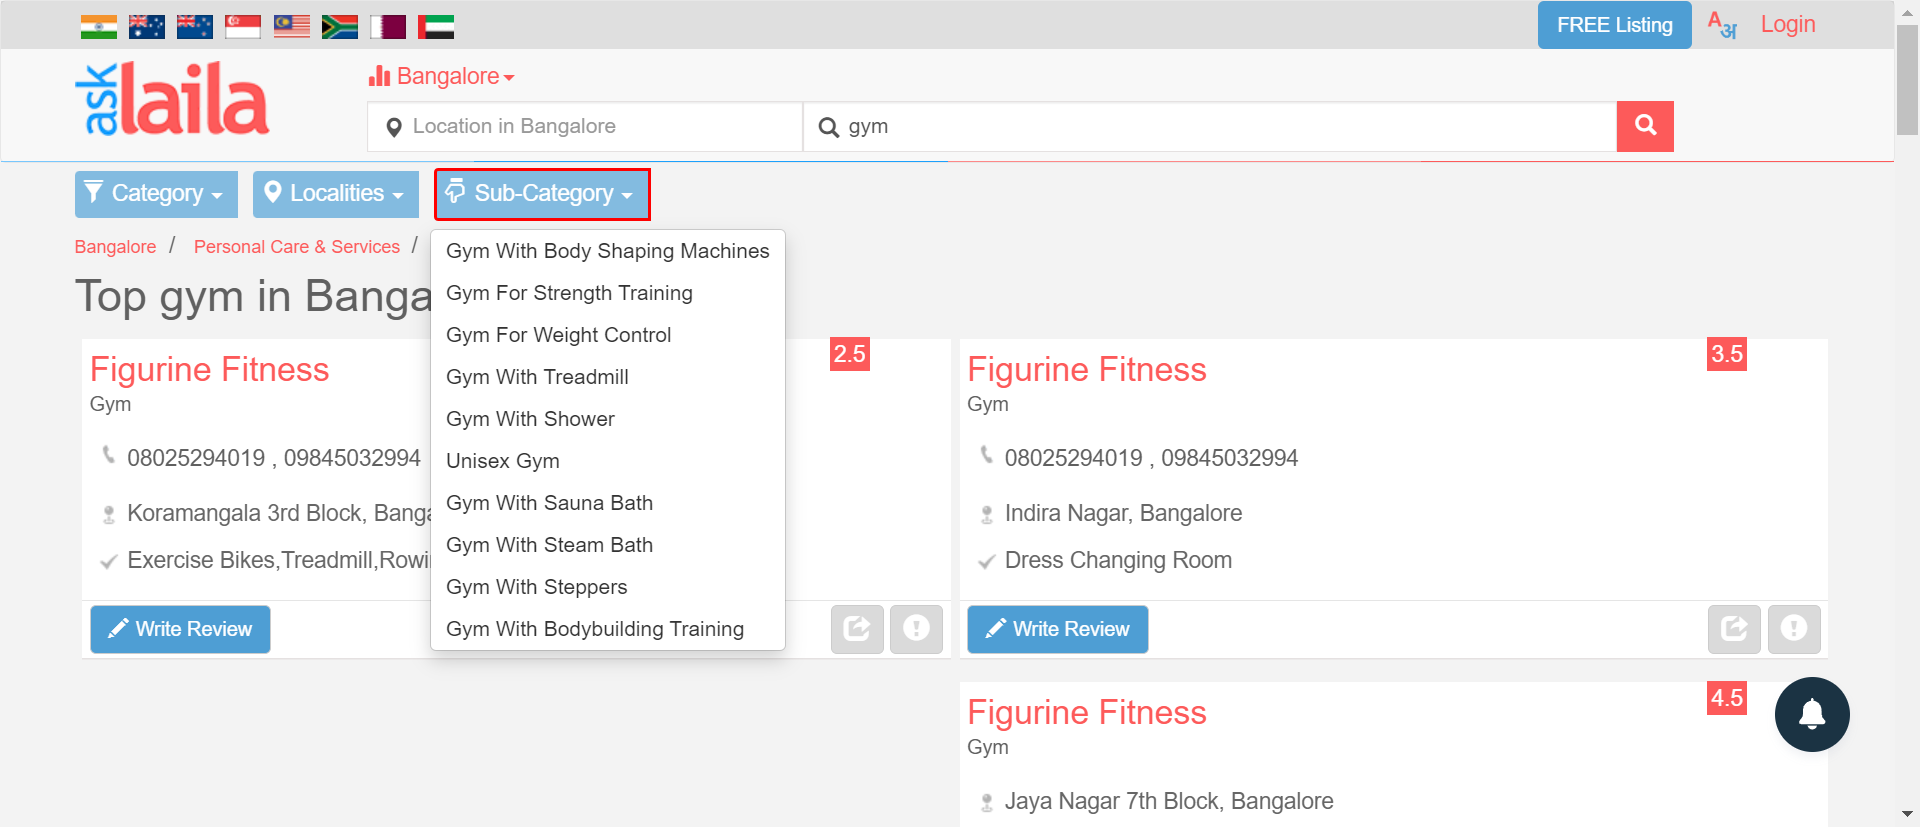 FREE Listing
Aअ
Login
ask laila
Bangalore
Location in Bangalore
gym
Category
Localities
Sub-Category
Bangalore / Personal Care & Services /
Top gym in Banga
Gym With Body Shaping Machines
Gym For Strength Training
Gym For Weight Control
Gym With Treadmill
Gym With Shower
Unisex Gym
Gym With Sauna Bath
Gym With Steam Bath
Gym With Steppers
Gym With Bodybuilding Training
Figurine Fitness
2.5
Gym
08025294019 , 09845032994
Koramangala 3rd Block, Banga
Exercise Bikes,Treadmill,Rowi
Write Review
Figurine Fitness
3.5
Gym
08025294019 , 09845032994
Indira Nagar, Bangalore
Dress Changing Room
Write Review
Figurine Fitness
4.5
Gym
Jaya Nagar 7th Block, Bangalore